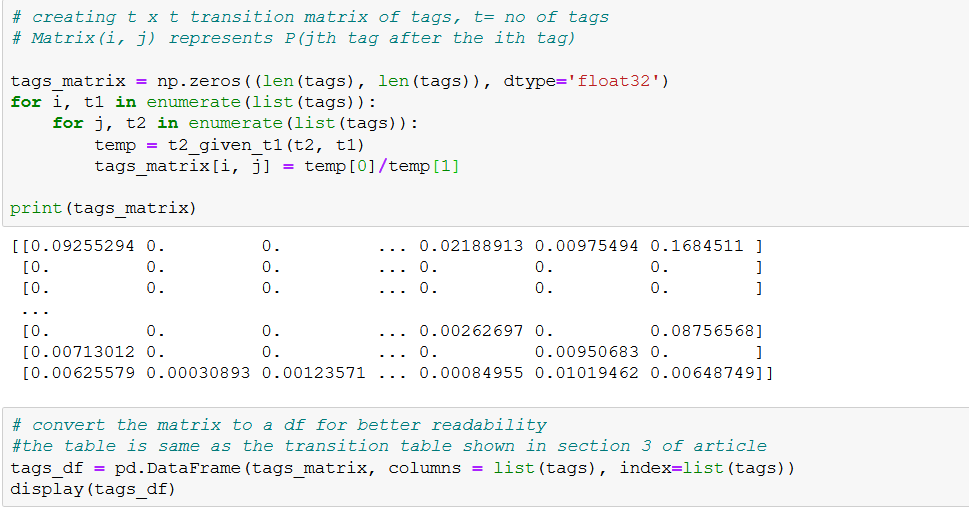 # creating t x t transition matrix of tags, t= no of tags
# Matrix(i, j) represents P(jth tag after the ith tag)

tags_matrix = np.zeros((len(tags), len(tags)), dtype='float32')
for i, t1 in enumerate(list(tags)):
    for j, t2 in enumerate(list(tags)):
        temp = t2_given_t1(t2, t1)
        tags_matrix[i, j] = temp[0]/temp[1]

print(tags_matrix)

[[0.09255294 0.         0.         ... 0.02188913 0.00975494 0.1684511 ]
 [0.         0.         0.         ... 0.         0.         0.        ]
 [0.         0.         0.         ... 0.         0.         0.        ]
 ...
 [0.         0.         0.         ... 0.00262697 0.         0.08756568]
 [0.00713012 0.         0.         ... 0.         0.00950683 0.        ]
 [0.00625579 0.00030893 0.00123571 ... 0.00084955 0.01019462 0.00648749]]

# convert the matrix to a df for better readability
#the table is same as the transition table shown in section 3 of article
tags_df = pd.DataFrame(tags_matrix, columns = list(tags), index=list(tags))
display(tags_df)